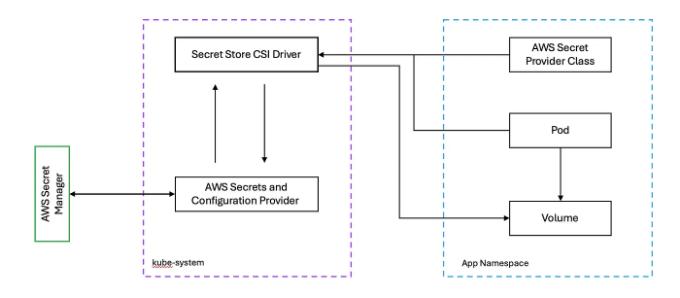 Secret Store CSI Driver
AWS Secret
Provider Class
Pod
AWS Secret
Manager
AWS Secrets and
Configuration Provider
Volume
kube-system
App Namespace